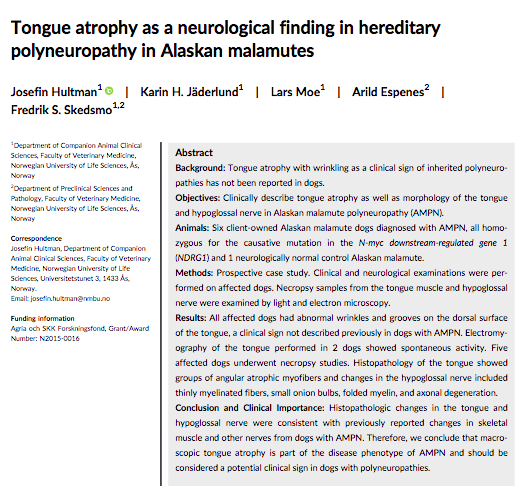 Tongue atrophy as a neurological finding in hereditary
polyneuropathy in Alaskan malamutes
Josefin Hultman¹ | Karin H. Jäderlund¹ | Lars Moe¹ | Arild Espenes² |
Fredrik S. Skedsmo¹,²
¹Department of Companion Animal Clinical
Sciences, Faculty of Veterinary Medicine,
Norwegian University of Life Sciences, Ås,
Norway
²Department of Preclinical Sciences and
Pathology, Faculty of Veterinary Medicine,
Norwegian University of Life Sciences, Ås,
Norway
Correspondence
Josefin Hultman, Department of Companion
Animal Clinical Sciences, Faculty of Veterinary
Medicine, Norwegian University of Life
Sciences, Universitetstunet 3, 1433 Ås,
Norway.
Email: josefin.hultman@nmbu.no
Funding information
Agria och SKK Forskningsfond, Grant/Award
Number: N2015-0016
Abstract
Background: Tongue atrophy with wrinkling as a clinical sign of inherited polyneuro-
pathies has not been reported in dogs.
Objectives: Clinically describe tongue atrophy as well as morphology of the tongue
and hypoglossal nerve in Alaskan malamute polyneuropathy (AMPN).
Animals: Six client-owned Alaskan malamute dogs diagnosed with AMPN, all homo-
zygous for the causative mutation in the N-myc downstream-regulated gene 1
(NDRG1) and 1 neurologically normal control Alaskan malamute.
Methods: Prospective case study. Clinical and neurological examinations were per-
formed on affected dogs. Necropsy samples from the tongue muscle and hypoglossal
nerve were examined by light and electron microscopy.
Results: All affected dogs had abnormal wrinkles and grooves on the dorsal surface
of the tongue, a clinical sign not described previously in dogs with AMPN. Electromy-
ography of the tongue performed in 2 dogs showed spontaneous activity. Five
affected dogs underwent necropsy studies. Histopathology of the tongue showed
groups of angular atrophic myofibers and changes in the hypoglossal nerve included
thinly myelinated fibers, small onion bulbs, folded myelin, and axonal degeneration.
Conclusion and Clinical Importance: Histopathologic changes in the tongue and
hypoglossal nerve were consistent with previously reported changes in skeletal
muscle and other nerves from dogs with AMPN. Therefore, we conclude that macro-
scopic tongue atrophy is part of the disease phenotype of AMPN and should be
considered a potential clinical sign in dogs with polyneuropathies.